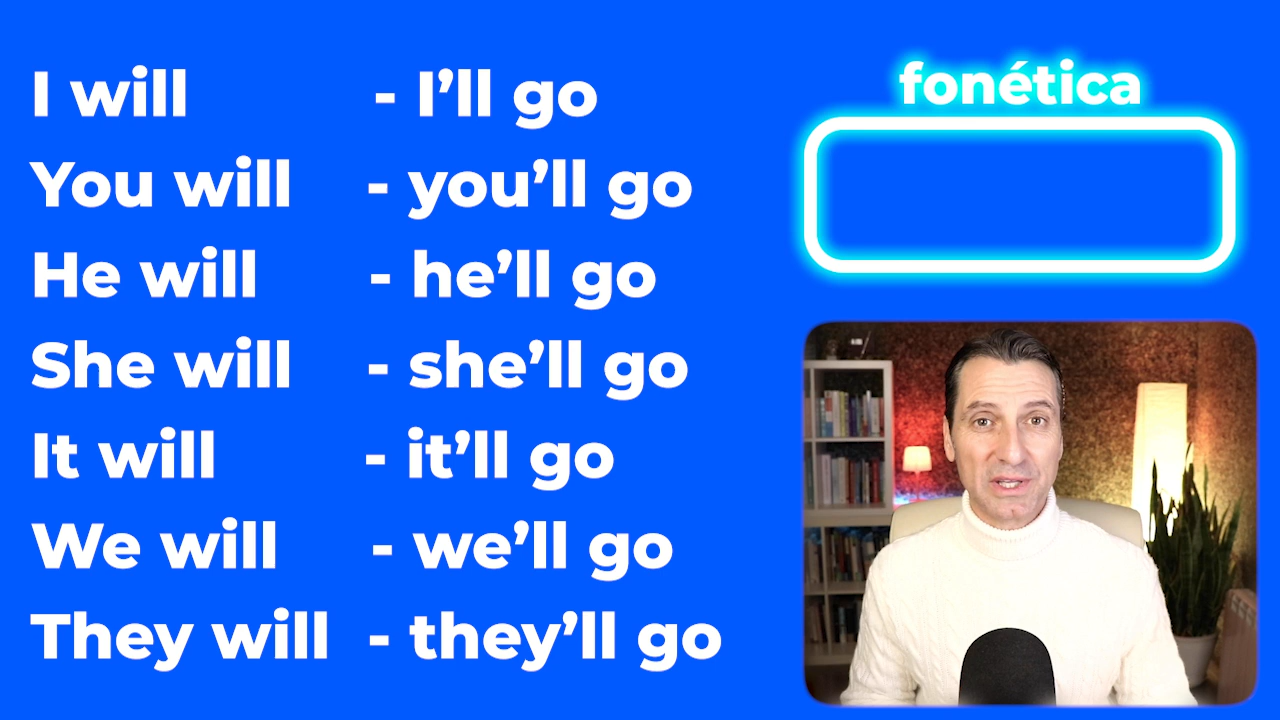 I will - I’ll go
You will - you’ll go
He will - he’ll go
She will - she’ll go
It will - it’ll go
We will - we’ll go
They will - they’ll go
fonética